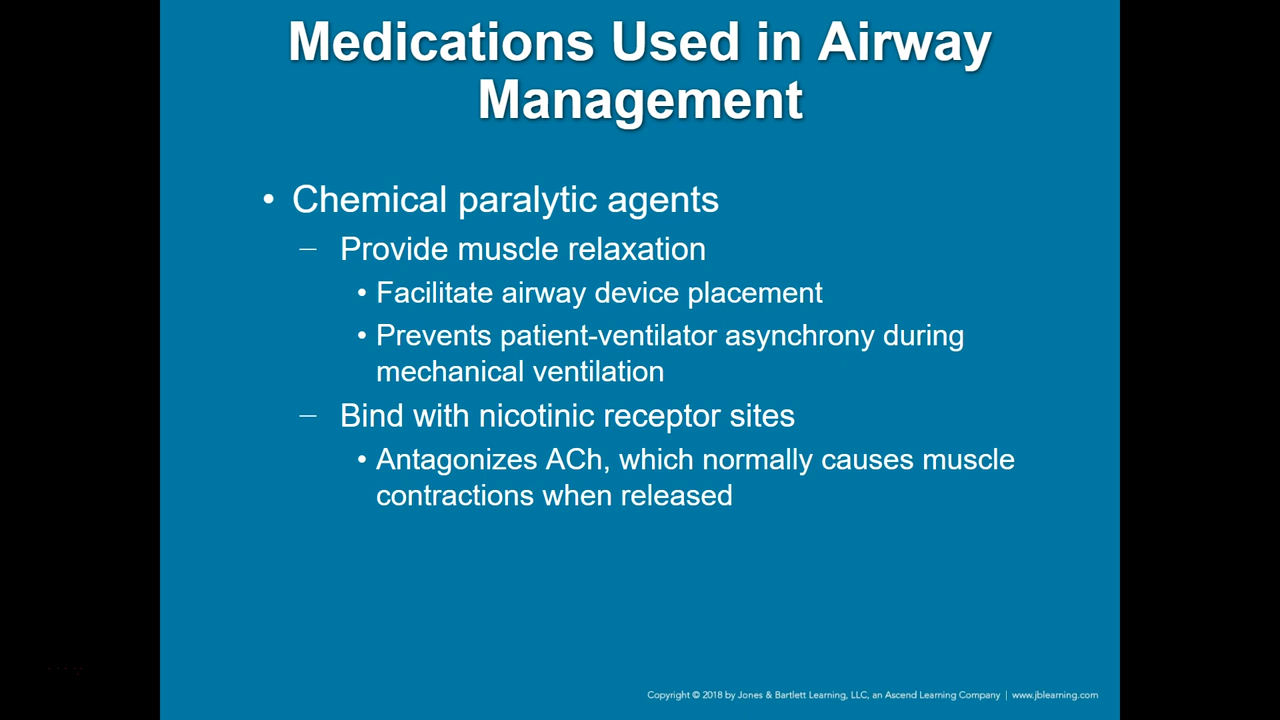 Medications Used in Airway
Management
• Chemical paralytic agents
– Provide muscle relaxation
• Facilitate airway device placement
• Prevents patient-ventilator asynchrony during
mechanical ventilation
– Bind with nicotinic receptor sites
• Antagonizes ACh, which normally causes muscle
contractions when released
Copyright © 2018 by Jones & Bartlett Learning, LLC, an Ascend Learning Company | www.jblearning.com